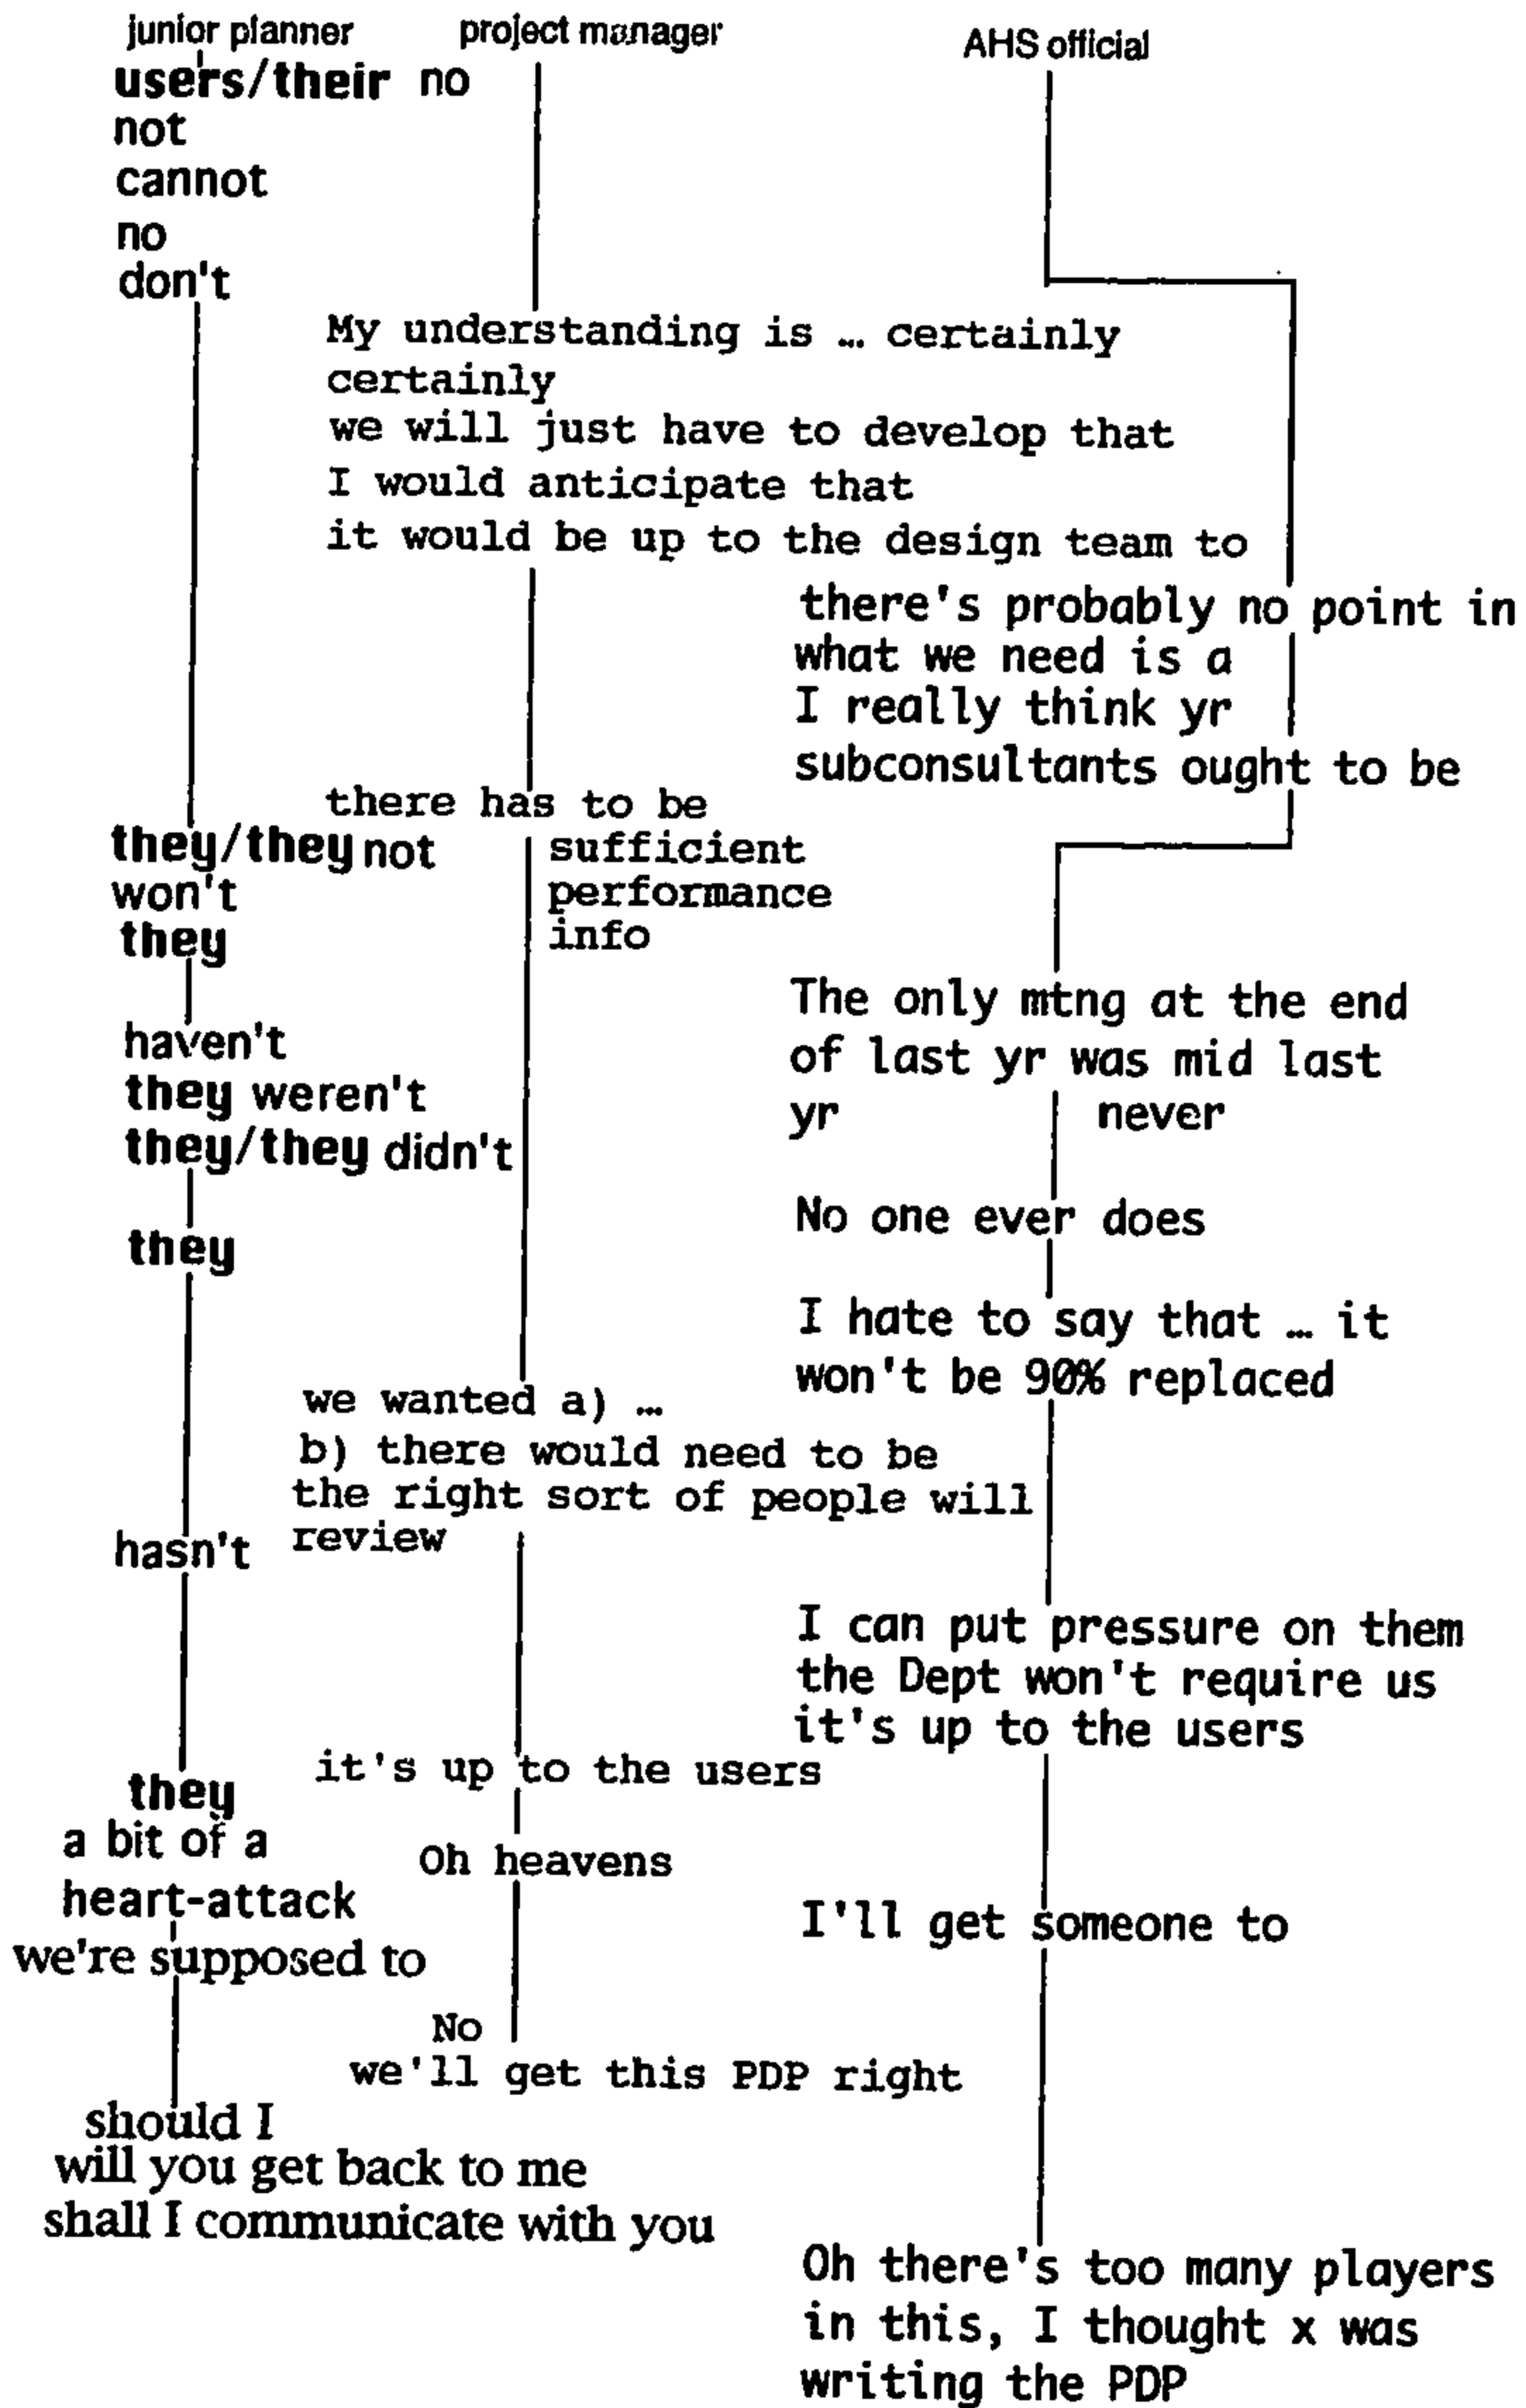 junior planner project manager AHS official
users/their no
not
cannot
no
don't
My understanding is … certainly
certainly
we will just have to develop that
I would anticipate that
it would be up to the design team to
there's probably no point in
what we need is a
I really think yr
subconsultants ought to be
there has to be
sufficient
performance
info
they/they not
won't
they
haven't
they weren't
they/they didn't
they
The only mtng at the end
of last yr was mid last
yr never
No one ever does
I hate to say that … it
won't be 90% replaced
we wanted a) …
b) there would need to be
the right sort of people will
review
hasn't
I can put pressure on them
the Dept won't require us
it's up to the users
it's up to the users
they
a bit of a
heart-attack
Oh heavens
I'll get someone to
we're supposed to
No
we'll get this PDP right
should I
will you get back to me
shall I communicate with you
Oh there's too many players
in this, I thought x was
writing the PDP